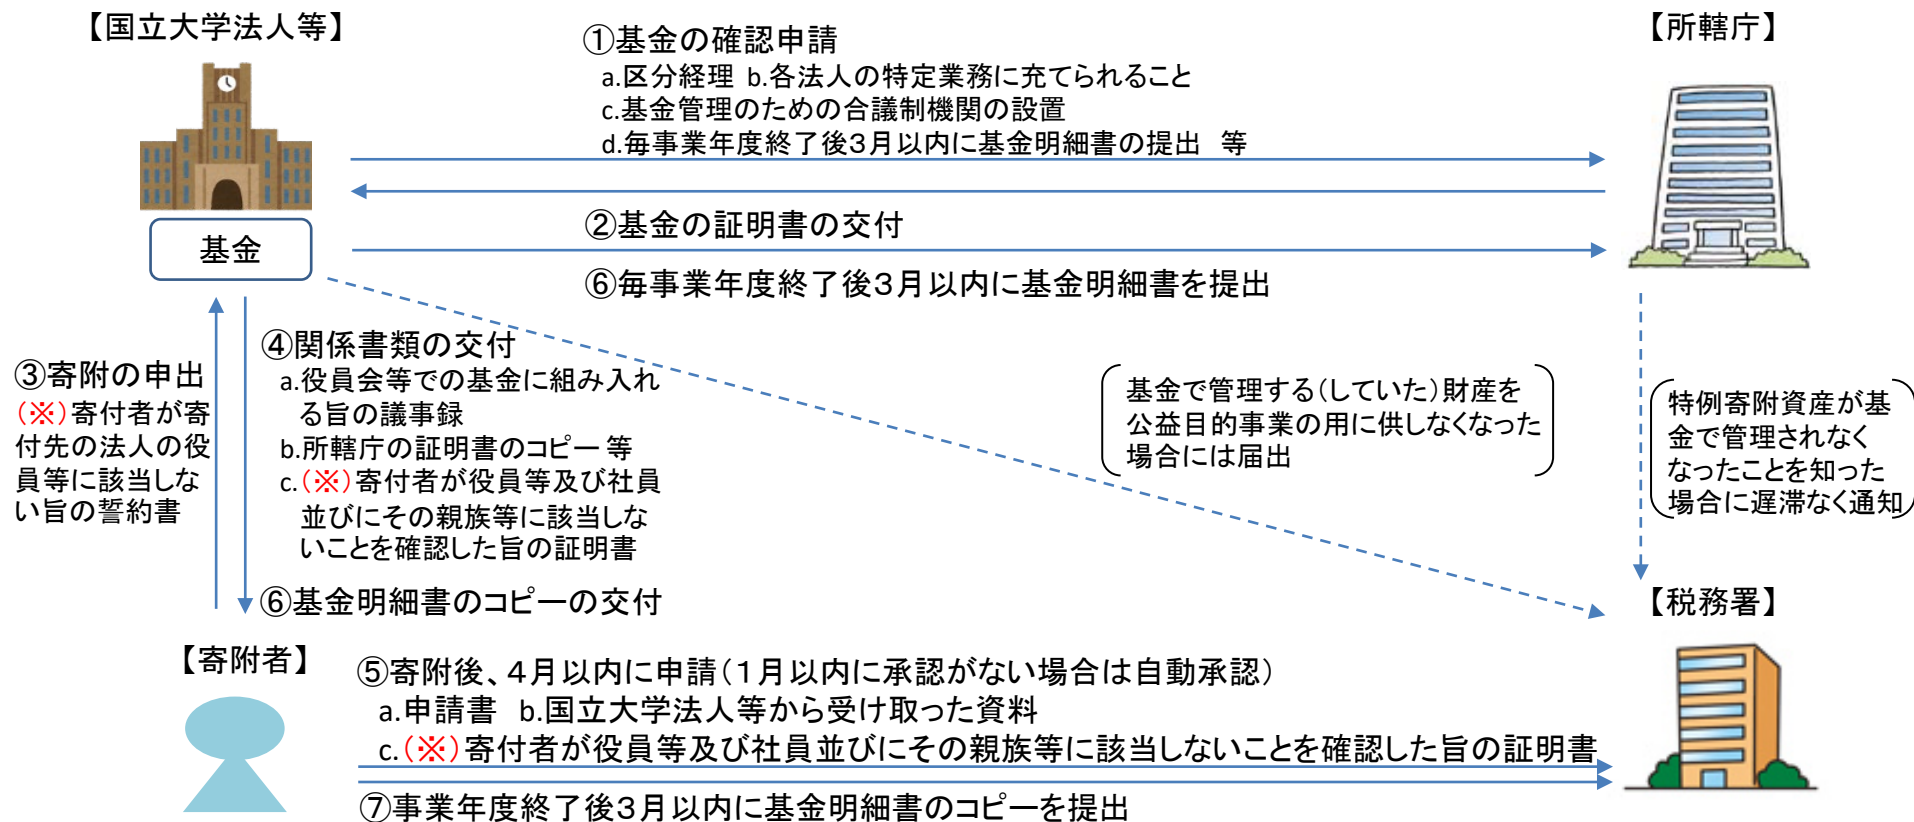 【国立大学法人等】
①基金の確認申請
a.区分経理 b.各法人の特定業務に充てられること
c.基金管理のための合議制機関の設置
d.毎事業年度終了後3月以内に基金明細書の提出　等
【所轄庁】
②基金の証明書の交付
基金
⑥毎事業年度終了後3月以内に基金明細書を提出
③寄附の申出
(※)寄付者が寄
付先の法人の役
員等に該当しな
い旨の誓約書
④関係書類の交付
a.役員会等での基金に組み入れ
る旨の議事録
b.所轄庁の証明書のコピー 等
c.(※)寄付者が役員等及び社員
並びにその親族等に該当しな
いことを確認した旨の証明書
⑥基金明細書のコピーの交付
基金で管理する(していた)財産を
公益目的事業の用に供しなくなった
場合には届出
特例寄附資産が基
金で管理されなく
なったことを知った
場合に遅滞なく通知
【税務署】
【寄附者】
⑤寄附後、4月以内に申請(1月以内に承認がない場合は自動承認)
a.申請書 b.国立大学法人等から受け取った資料
c.(※)寄付者が役員等及び社員並びにその親族等に該当しないことを確認した旨の証明書
⑦事業年度終了後3月以内に基金明細書のコピーを提出